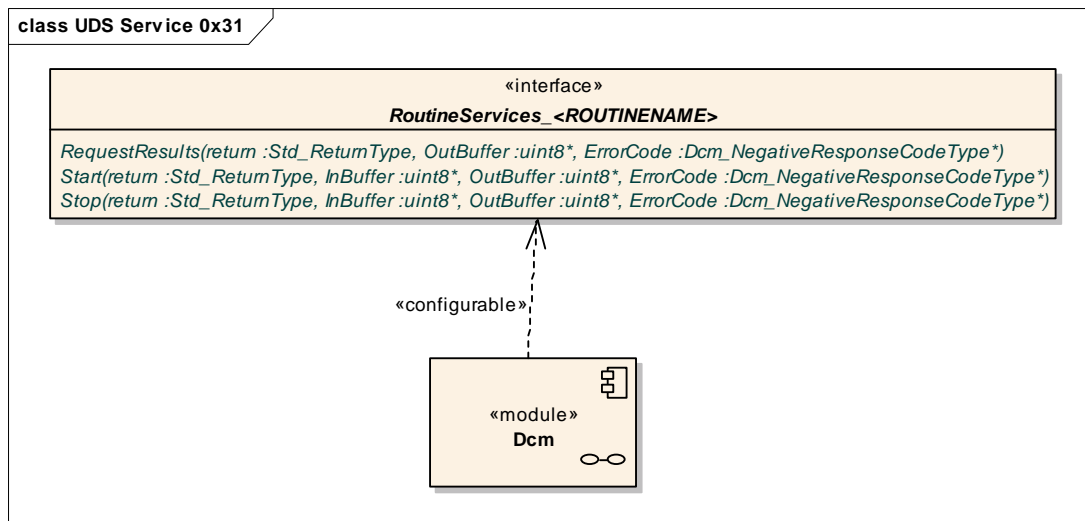 class UDS Service 0x31
«interface»
RoutineServices_<ROUTINENAME>
RequestResults(return :Std_ReturnType, OutBuffer :uint8*, ErrorCode :Dcm_NegativeResponseCodeType*)
Start(return :Std_ReturnType, InBuffer :uint8*, OutBuffer :uint8*, ErrorCode :Dcm_NegativeResponseCodeType*)
Stop(return :Std_ReturnType, InBuffer :uint8*, OutBuffer :uint8*, ErrorCode :Dcm_NegativeResponseCodeType*)
«configurable»
«module»
Dcm